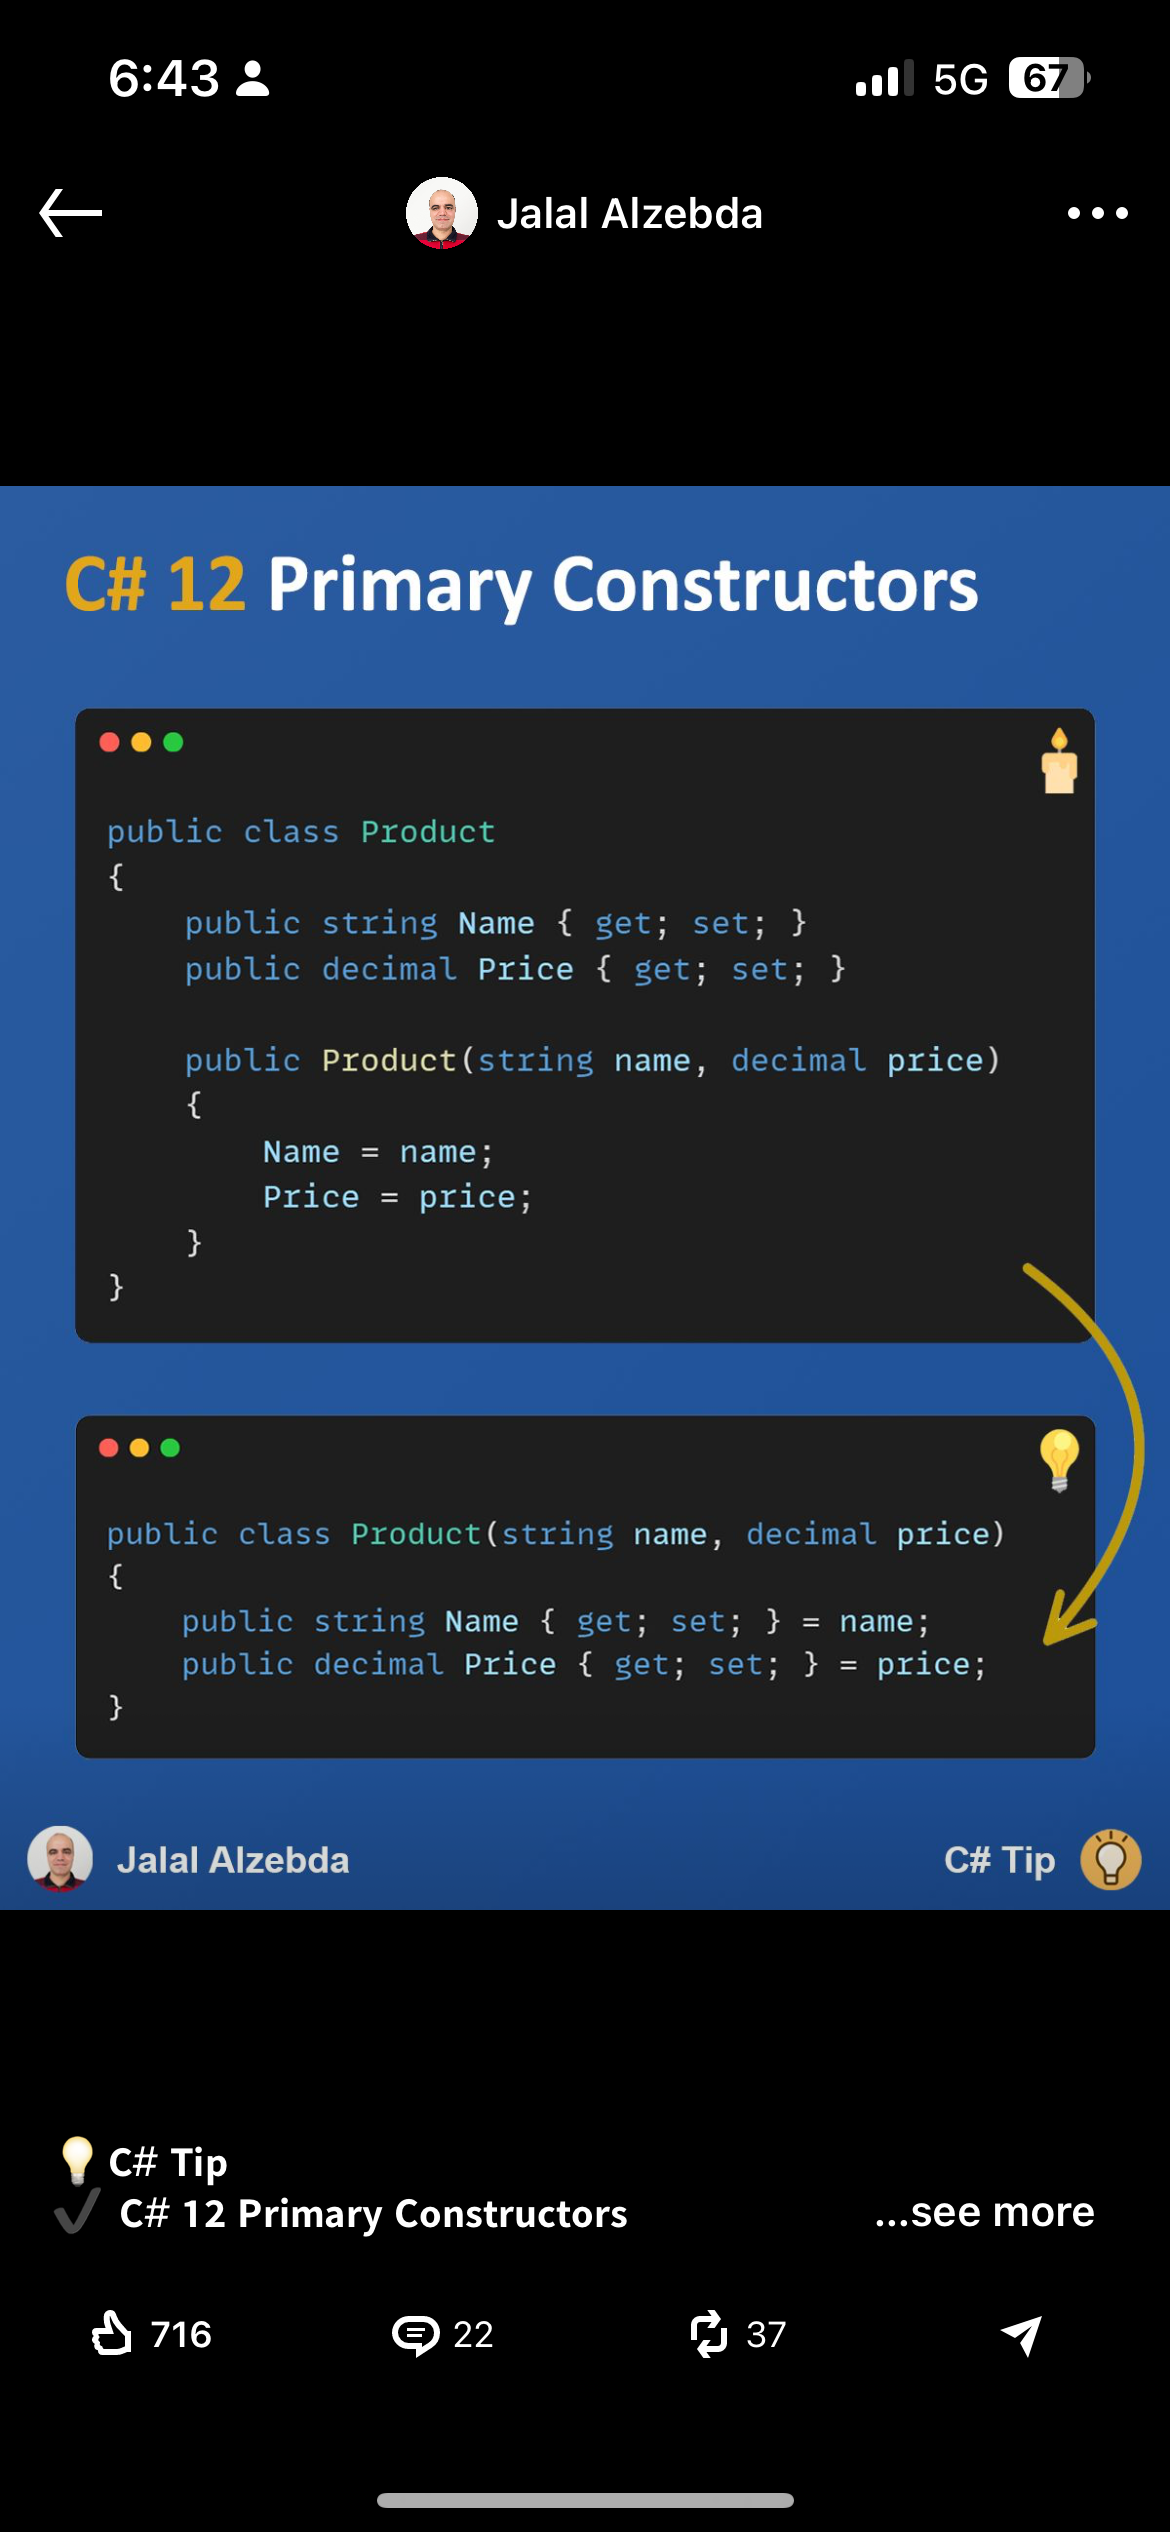 6:43
5G 67
Jalal Alzebda
C# 12 Primary Constructors
public class Product
{
    public string Name { get; set; }
    public decimal Price { get; set; }
    public Product(string name, decimal price)
    {
        Name = name;
        Price = price;
    }
}
public class Product(string name, decimal price)
{
    public string Name { get; set; } = name;
    public decimal Price { get; set; } = price;
}
Jalal Alzebda
C# Tip
C# Tip
C# 12 Primary Constructors ...see more
716 22 37